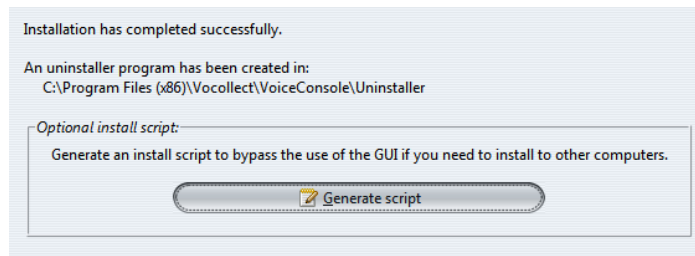 Installation has completed successfully.
An uninstaller program has been created in:
C:\Program Files (x86)\Vocollect\VoiceConsole\Uninstaller
Optional install script:
Generate an install script to bypass the use of the GUI if you need to install to other computers.
Generate script